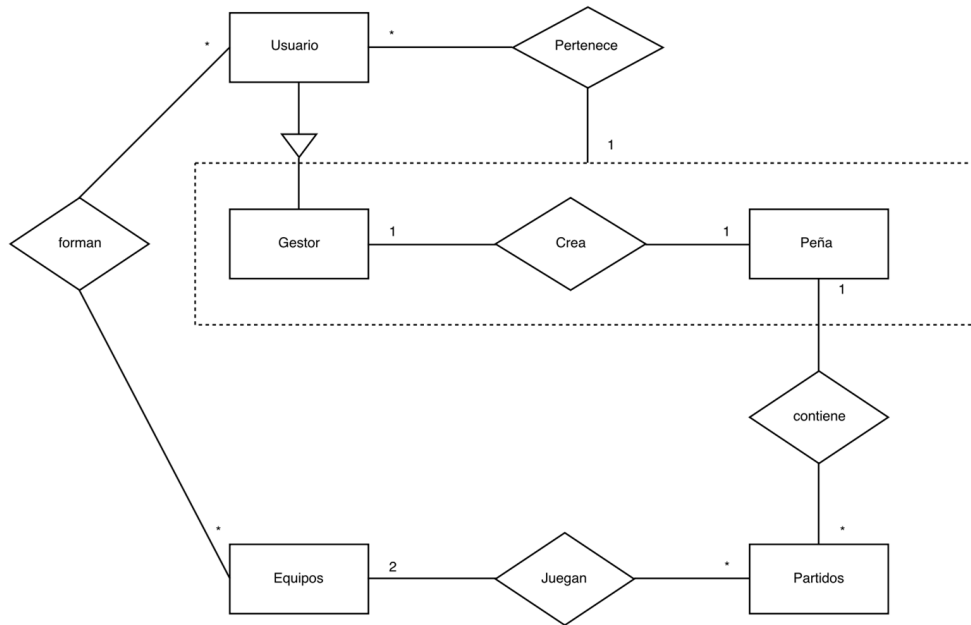 * Usuario * Pertenece
1
forman Gestor 1 Crea 1 Peña
1
contiene
* *
Equipos 2 Juegan * Partidos